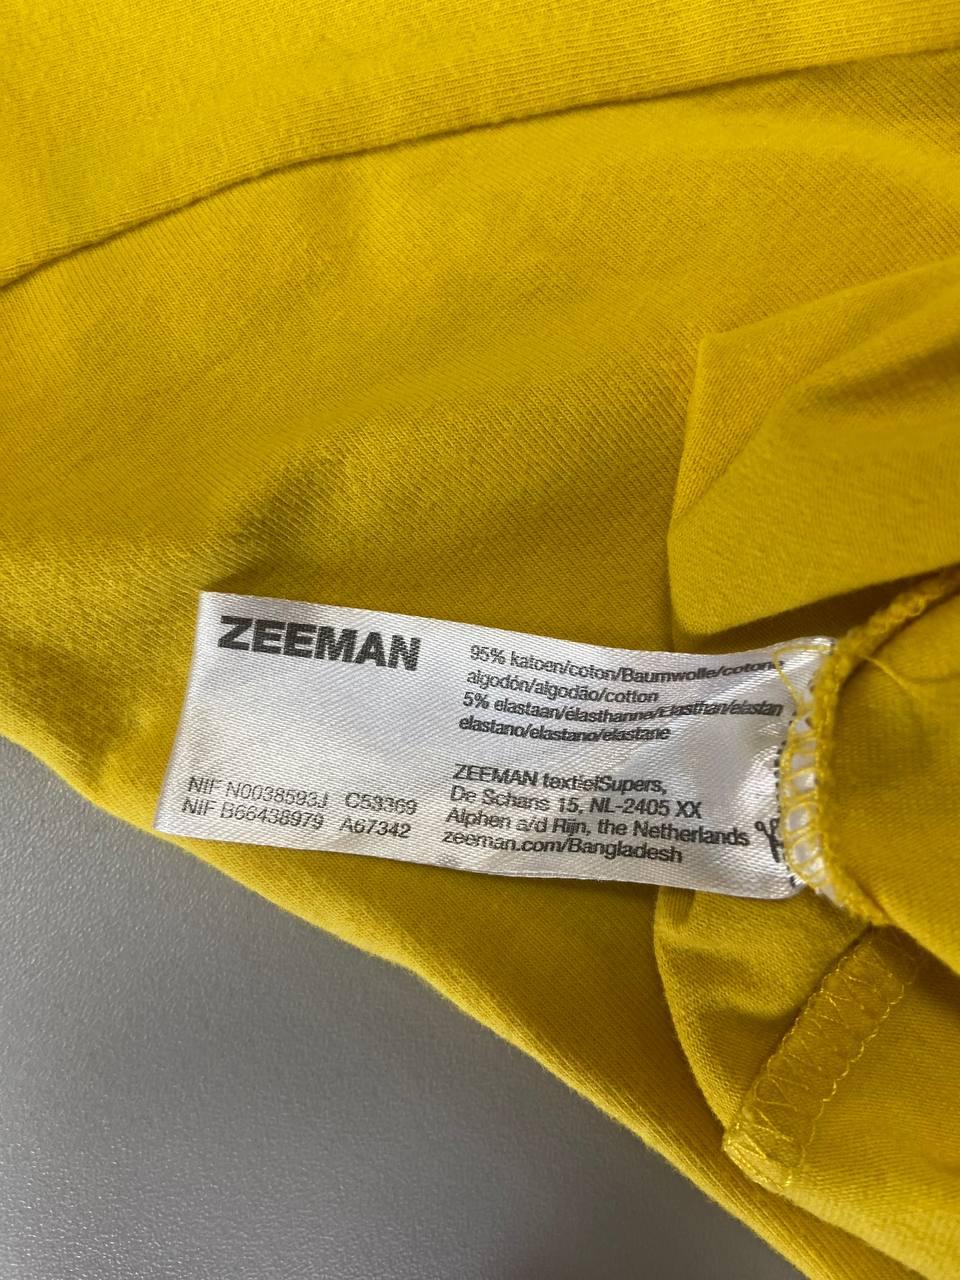 ZEEMAN
95% katoen/coton/Baumwolle/cotone
algodón/algodão/cotton
5% elastaan/élasthanne/Elasthan/elastan
elastano/elastano/elastane
NIF N0038593J C53369
NIF B66438979 A67342
ZEEMAN textielSupers,
De Schans 15, NL-2405 XX
Alphen a/d Rijn, the Netherlands
zeeman.com/Bangladesh